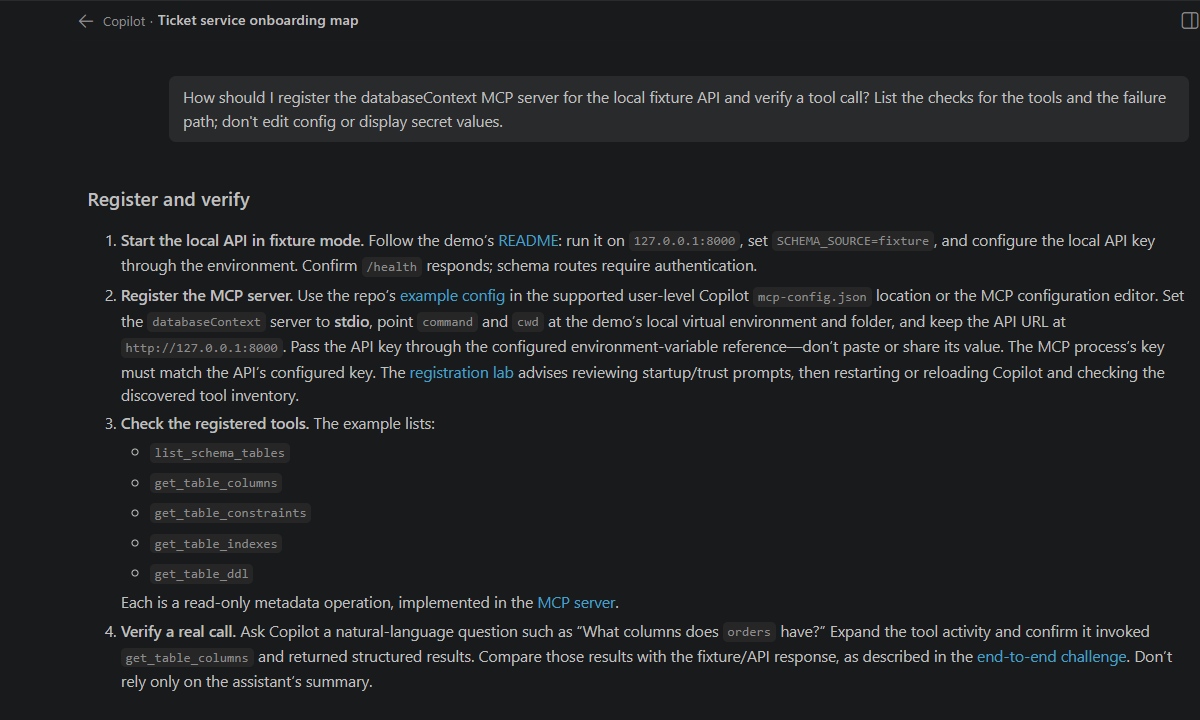 Copilot · Ticket service onboarding map
How should I register the databaseContext MCP server for the local fixture API and verify a tool call? List the checks for the tools and the failure
path; don't edit config or display secret values.
Register and verify
1. Start the local API in fixture mode. Follow the demo’s README: run it on 127.0.0.1:8000, set SCHEMA_SOURCE=fixture, and configure the local API key
through the environment. Confirm /health responds; schema routes require authentication.
2. Register the MCP server. Use the repo’s example config in the supported user-level Copilot mcp-config.json location or the MCP configuration editor. Set
the databaseContext server to stdio, point command and cwd at the demo’s local virtual environment and folder, and keep the API URL at
http://127.0.0.1:8000. Pass the API key through the configured environment-variable reference—don’t paste or share its value. The MCP process’s key
must match the API’s configured key. The registration lab advises reviewing startup/trust prompts, then restarting or reloading Copilot and checking the
discovered tool inventory.
3. Check the registered tools. The example lists:
list_schema_tables
get_table_columns
get_table_constraints
get_table_indexes
get_table_ddl
Each is a read-only metadata operation, implemented in the MCP server.
4. Verify a real call. Ask Copilot a natural-language question such as “What columns does orders have?” Expand the tool activity and confirm it invoked
get_table_columns and returned structured results. Compare those results with the fixture/API response, as described in the end-to-end challenge. Don’t
rely only on the assistant’s summary.